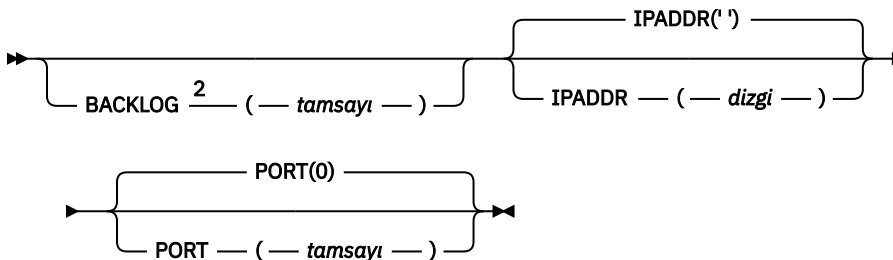 IPADDR(' ')
BACKLOG 2 ( tamsayı ) IPADDR ( dizgi )
PORT(0)
PORT ( tamsayı )